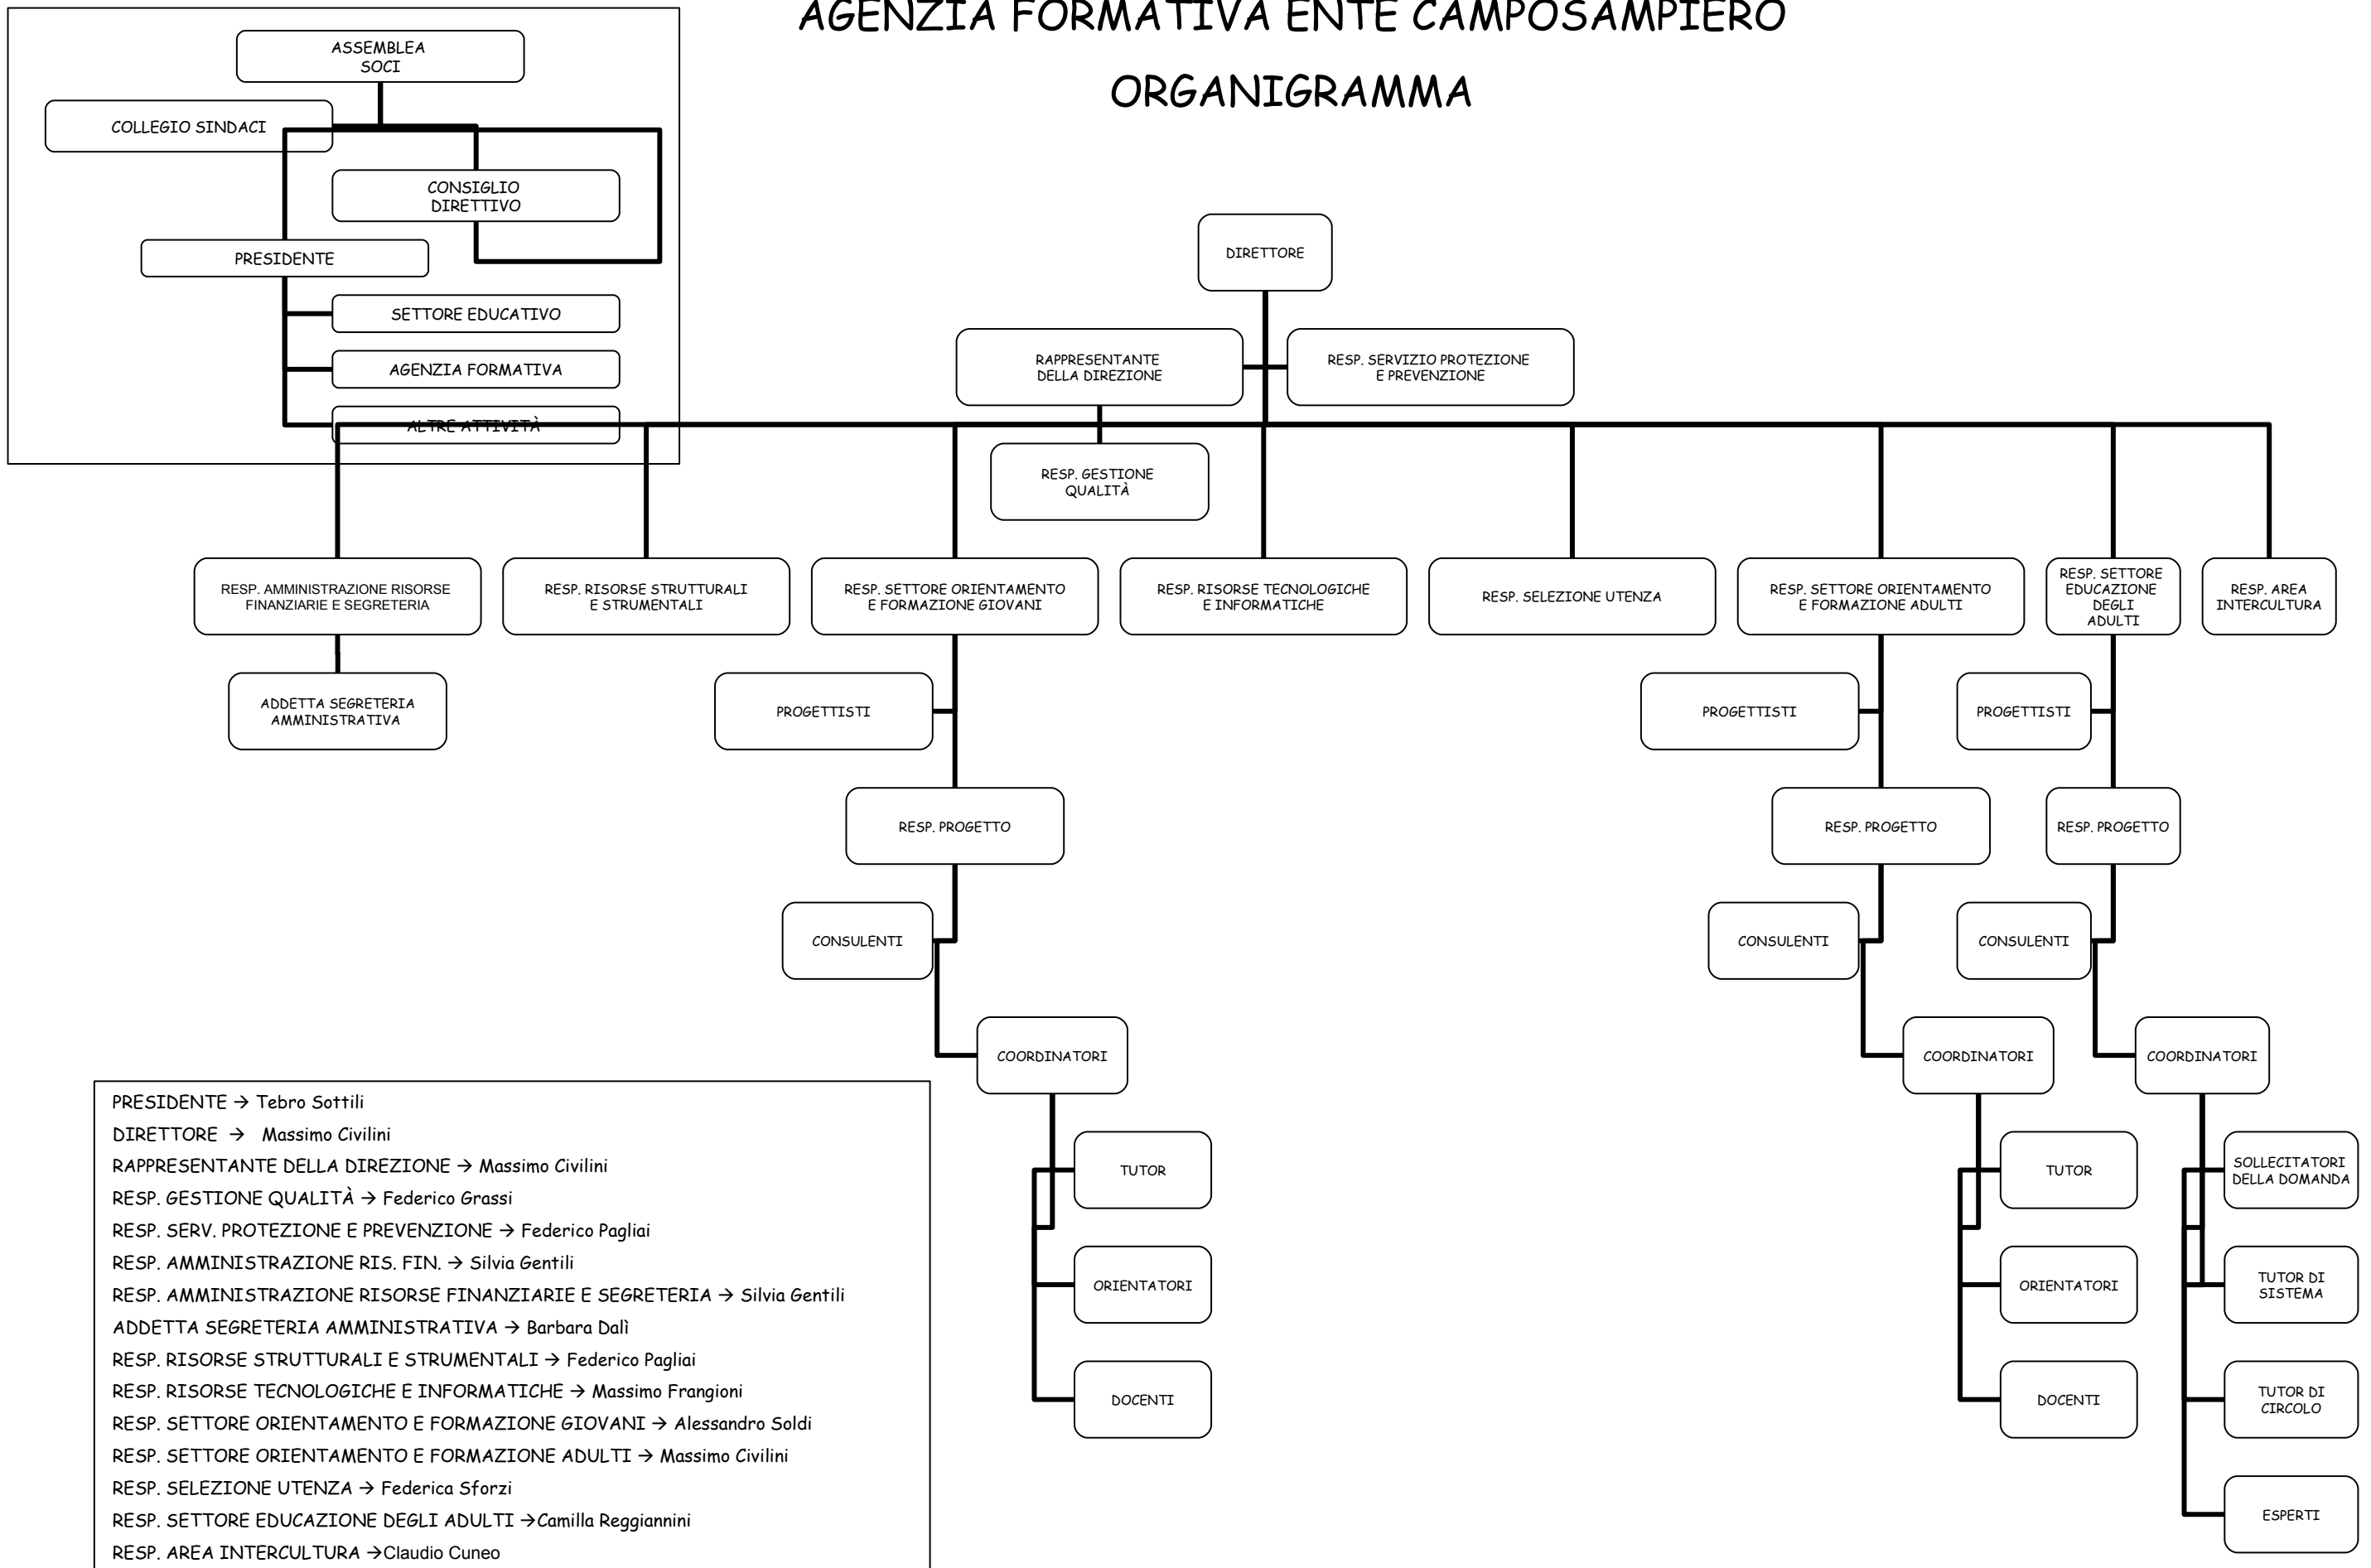 AGENZIA FORMATIVA ENTE CAMPOSAMPIERO
ORGANIGRAMMA
ASSEMBLEA
SOCI
COLLEGIO SINDACI
CONSIGLIO
DIRETTIVO
PRESIDENTE
SETTORE EDUCATIVO
AGENZIA FORMATIVA
ALTRE ATTIVITÀ
DIRETTORE
RAPPRESENTANTE
DELLA DIREZIONE
RESP. SERVIZIO PROTEZIONE
E PREVENZIONE
RESP. GESTIONE
QUALITÀ
RESP. AMMINISTRAZIONE RISORSE
FINANZIARIE E SEGRETERIA
RESP. RISORSE STRUTTURALI
E STRUMENTALI
RESP. SETTORE ORIENTAMENTO
E FORMAZIONE GIOVANI
RESP. RISORSE TECNOLOGICHE
E INFORMATICHE
RESP. SELEZIONE UTENZA
RESP. SETTORE ORIENTAMENTO
E FORMAZIONE ADULTI
RESP. SETTORE
EDUCAZIONE
DEGLI
ADULTI
RESP. AREA
INTERCULTURA
ADDETTA SEGRETERIA
AMMINISTRATIVA
PROGETTISTI
PROGETTISTI
PROGETTISTI
RESP. PROGETTO
RESP. PROGETTO
RESP. PROGETTO
CONSULENTI
CONSULENTI
CONSULENTI
COORDINATORI
COORDINATORI
COORDINATORI
TUTOR
ORIENTATORI
DOCENTI
TUTOR
ORIENTATORI
DOCENTI
SOLLECITATORI
DELLA DOMANDA
TUTOR DI
SISTEMA
TUTOR DI
CIRCOLO
ESPERTI
PRESIDENTE → Tebro Sottili
DIRETTORE → Massimo Civilini
RAPPRESENTANTE DELLA DIREZIONE → Massimo Civilini
RESP. GESTIONE QUALITÀ → Federico Grassi
RESP. SERV. PROTEZIONE E PREVENZIONE → Federico Pagliai
RESP. AMMINISTRAZIONE RIS. FIN. → Silvia Gentili
RESP. AMMINISTRAZIONE RISORSE FINANZIARIE E SEGRETERIA → Silvia Gentili
ADDETTA SEGRETERIA AMMINISTRATIVA → Barbara Dalì
RESP. RISORSE STRUTTURALI E STRUMENTALI → Federico Pagliai
RESP. RISORSE TECNOLOGICHE E INFORMATICHE → Massimo Frangioni
RESP. SETTORE ORIENTAMENTO E FORMAZIONE GIOVANI → Alessandro Soldi
RESP. SETTORE ORIENTAMENTO E FORMAZIONE ADULTI → Massimo Civilini
RESP. SELEZIONE UTENZA → Federica Sforzi
RESP. SETTORE EDUCAZIONE DEGLI ADULTI →Camilla Reggiannini
RESP. AREA INTERCULTURA →Claudio Cuneo